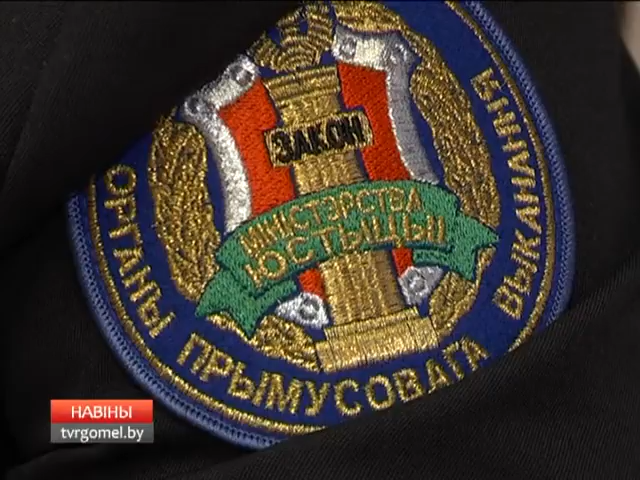 ЗАКОН
МІНІСТЭРСТВА
ЮСТЫЦЫІ
ОРГАНЫ ПРЫМУСОВАГА ВЫКАНАННЯ
НАВІНЫ
tvrgomel.by